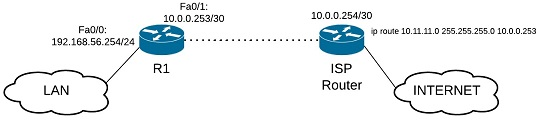 Fa0/0:
192.168.56.254/24
Fa0/1:
10.0.0.253/30
10.0.0.254/30
ip route 10.11.11.0 255.255.255.0 10.0.0.253
R1
ISP
Router
LAN
INTERNET